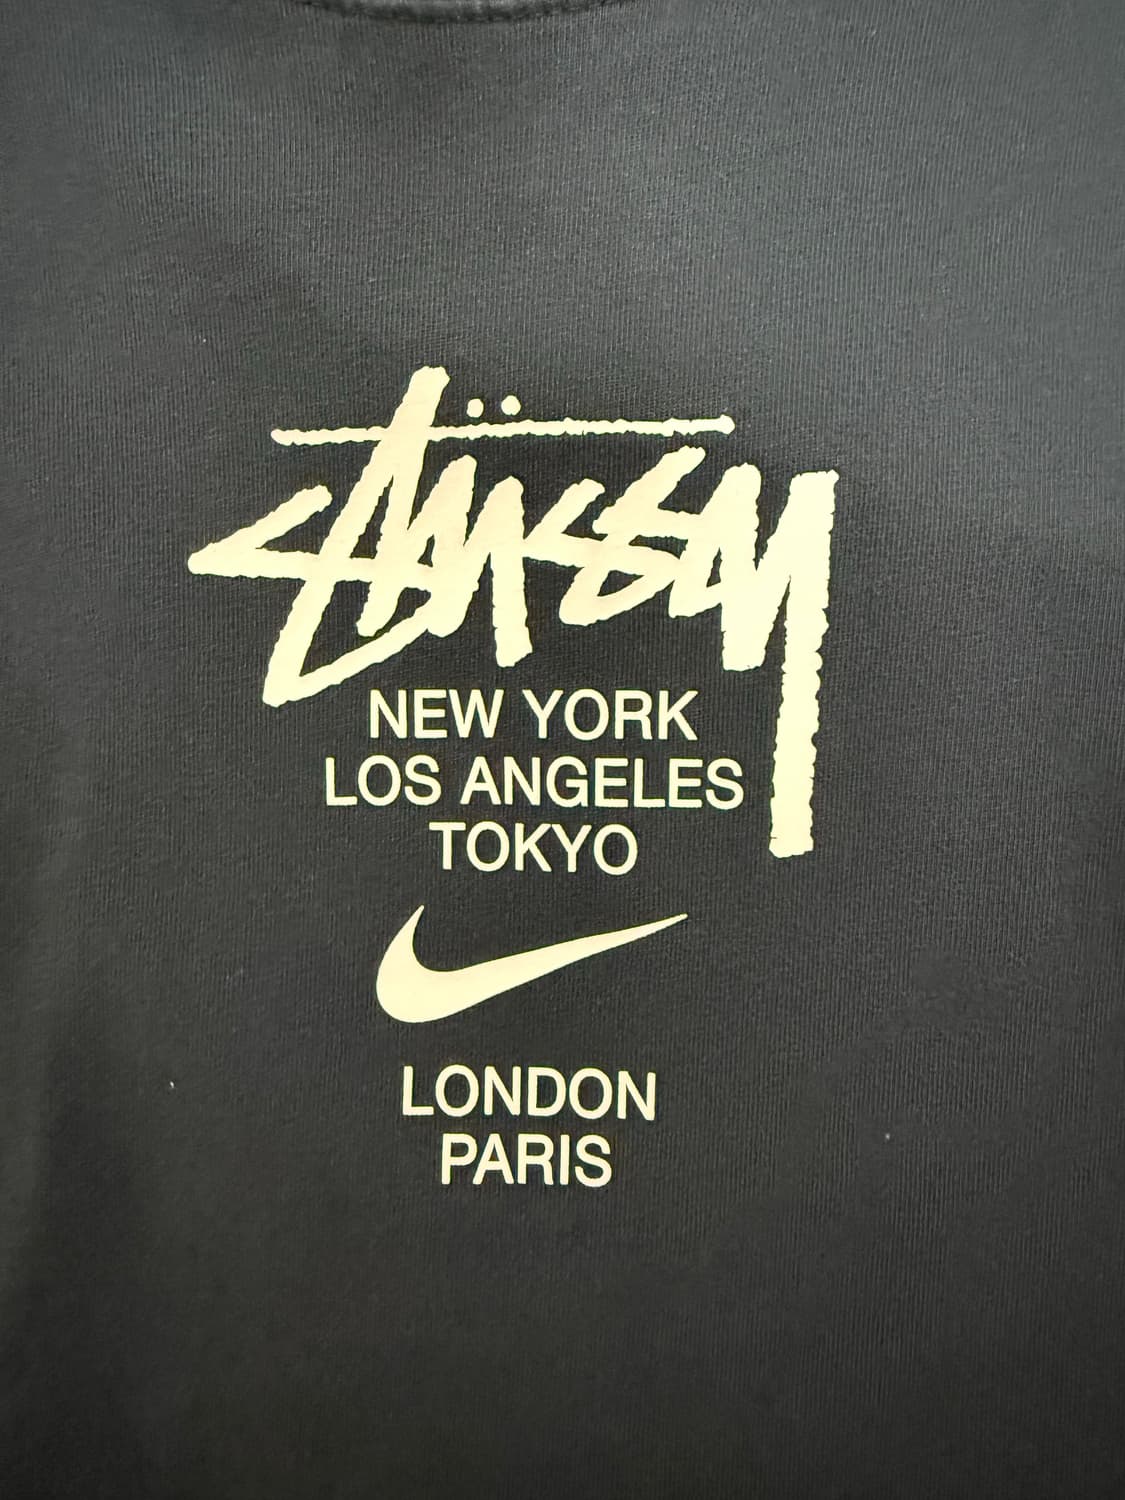 Stüssy
NEW YORK
LOS ANGELES
TOKYO
LONDON
PARIS